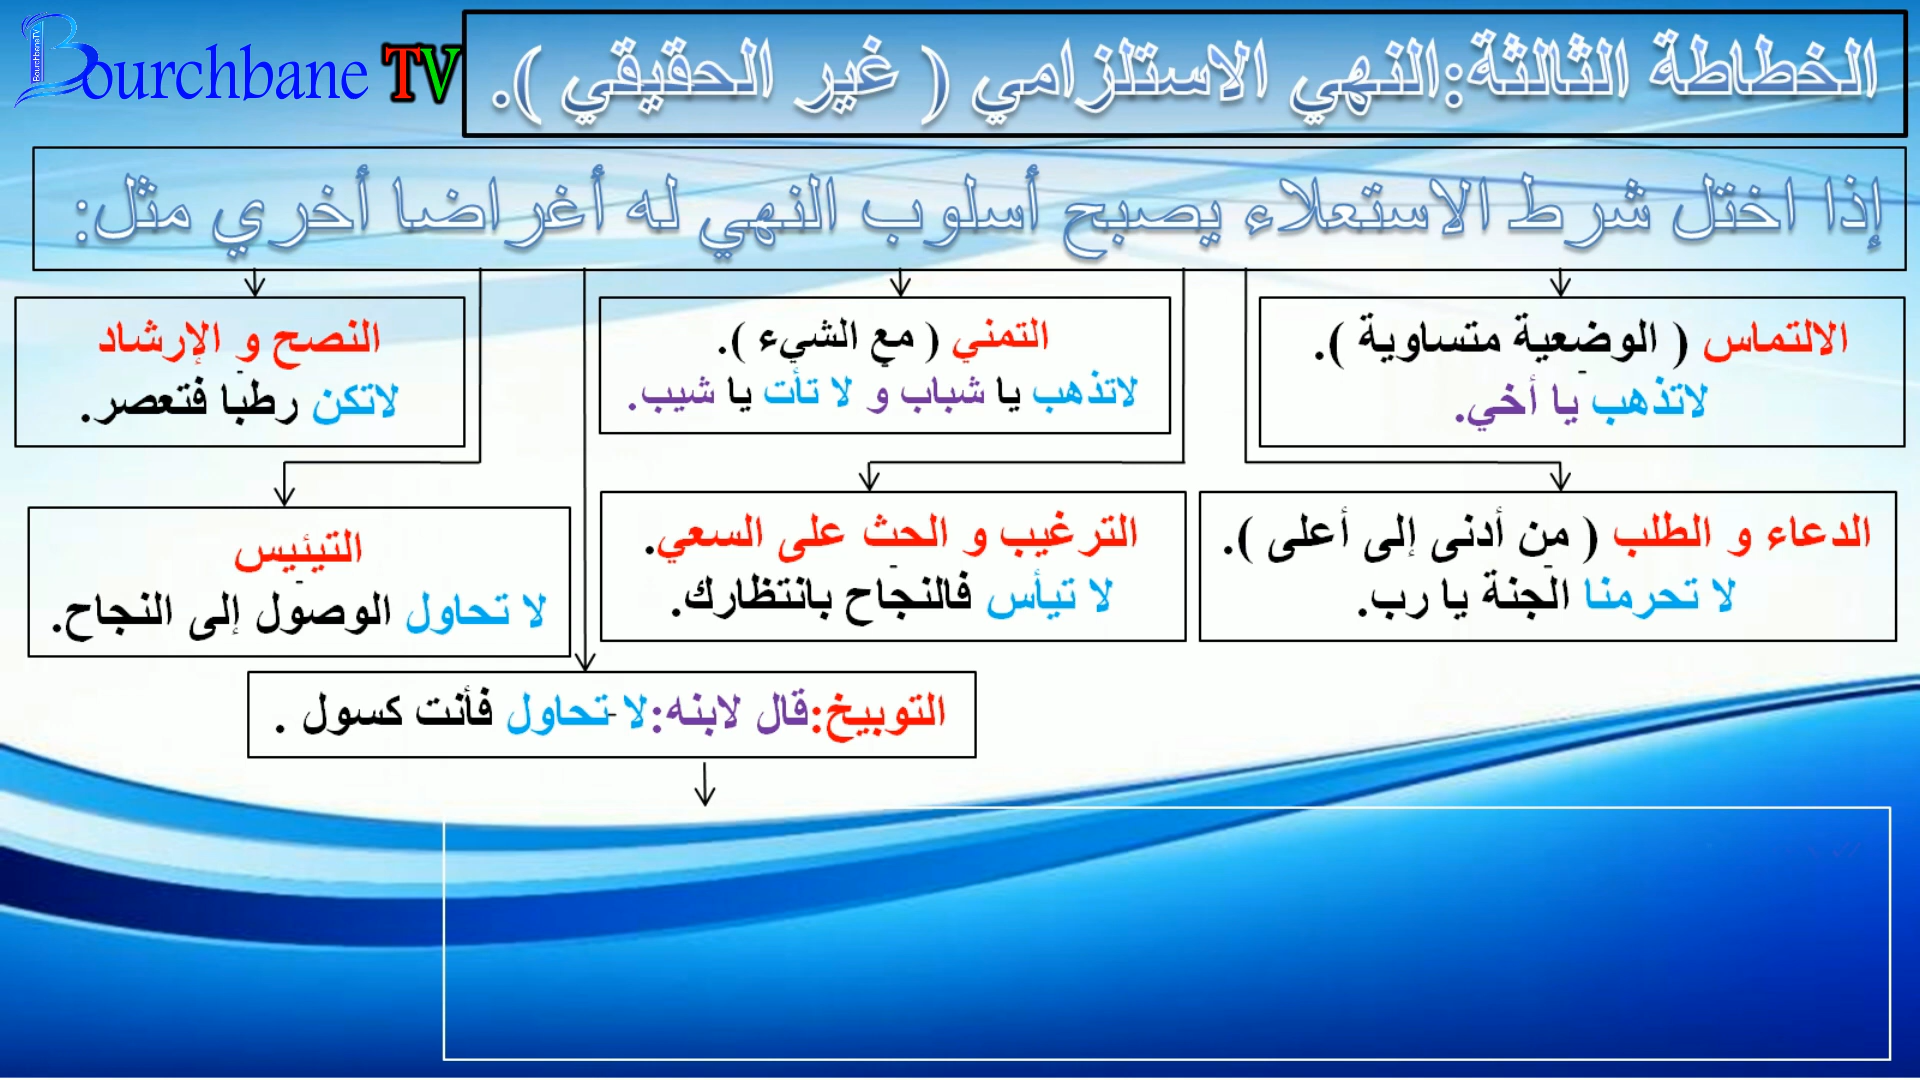 Bourchbane TV
BourchbaneTV
الخطاطة الثالثة:النهي الاستلزامي ( غير الحقيقي ).
إذا اختل شرط الاستعلاء يصبح أسلوب النهي له أغراضا أخري مثل:
الالتماس ( الوضعية متساوية ).
لاتذهب يا أخي.
التمني ( مع الشيء ).
لاتذهب يا شباب و لا تأت يا شيب.
النصح و الإرشاد
لاتكن رطبا فتعصر.
الدعاء و الطلب ( من أدنى إلى أعلى ).
لا تحرمنا الجنة يا رب.
الترغيب و الحث على السعي.
لا تيأس فالنجاح بانتظارك.
التيئيس
لا تحاول الوصول إلى النجاح.
التوبيخ:قال لابنه:لا تحاول فأنت كسول .